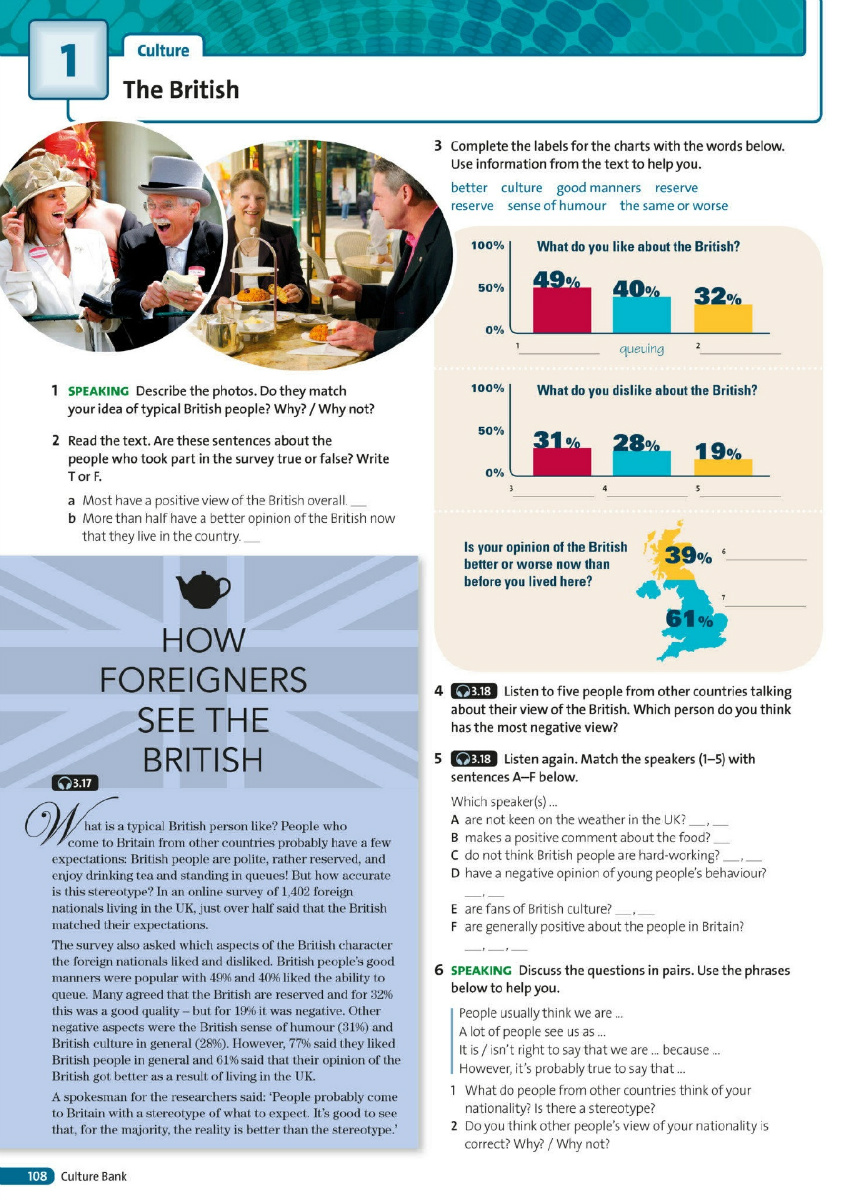 1
Culture
The British
1 SPEAKING Describe the photos. Do they match
your idea of typical British people? Why? / Why not?
2 Read the text. Are these sentences about the
people who took part in the survey true or false? Write
T or F.
a Most have a positive view of the British overall. __
b More than half have a better opinion of the British now
that they live in the country. __
HOW
FOREIGNERS
SEE THE
BRITISH
3.17
What is a typical British person like? People who
come to Britain from other countries probably have a few
expectations: British people are polite, rather reserved, and
enjoy drinking tea and standing in queues! But how accurate
is this stereotype? In an online survey of 1,402 foreign
nationals living in the UK, just over half said that the British
matched their expectations.
The survey also asked which aspects of the British character
the foreign nationals liked and disliked. British people's good
manners were popular with 49% and 40% liked the ability to
queue. Many agreed that the British are reserved and for 32%
this was a good quality – but for 19% it was negative. Other
negative aspects were the British sense of humour (31%) and
British culture in general (28%). However, 77% said they liked
British people in general and 61% said that their opinion of the
British got better as a result of living in the UK.
A spokesman for the researchers said: 'People probably come
to Britain with a stereotype of what to expect. It's good to see
that, for the majority, the reality is better than the stereotype.'
3 Complete the labels for the charts with the words below.
Use information from the text to help you.
better culture good manners reserve
reserve sense of humour the same or worse
100% What do you like about the British?
50% 49% 40% 32%
0%
1 ____ queuing 2 ____
100% What do you dislike about the British?
50% 31% 28% 19%
0%
3 ____ 4 ____ 5 ____
Is your opinion of the British
better or worse now than
before you lived here?
39% 6 ____
7 ____
61%
4 3.18 Listen to five people from other countries talking
about their view of the British. Which person do you think
has the most negative view?
5 3.18 Listen again. Match the speakers (1–5) with
sentences A–F below.
Which speaker(s) ...
A are not keen on the weather in the UK? __, __
B makes a positive comment about the food? __
C do not think British people are hard-working? __, __
D have a negative opinion of young people's behaviour?
__, __
E are fans of British culture? __, __
F are generally positive about the people in Britain?
__, __, __
6 SPEAKING Discuss the questions in pairs. Use the phrases
below to help you.
People usually think we are ...
A lot of people see us as ...
It is / isn't right to say that we are ... because ...
However, it's probably true to say that ...
1 What do people from other countries think of your
nationality? Is there a stereotype?
2 Do you think other people's view of your nationality is
correct? Why? / Why not?
108 Culture Bank